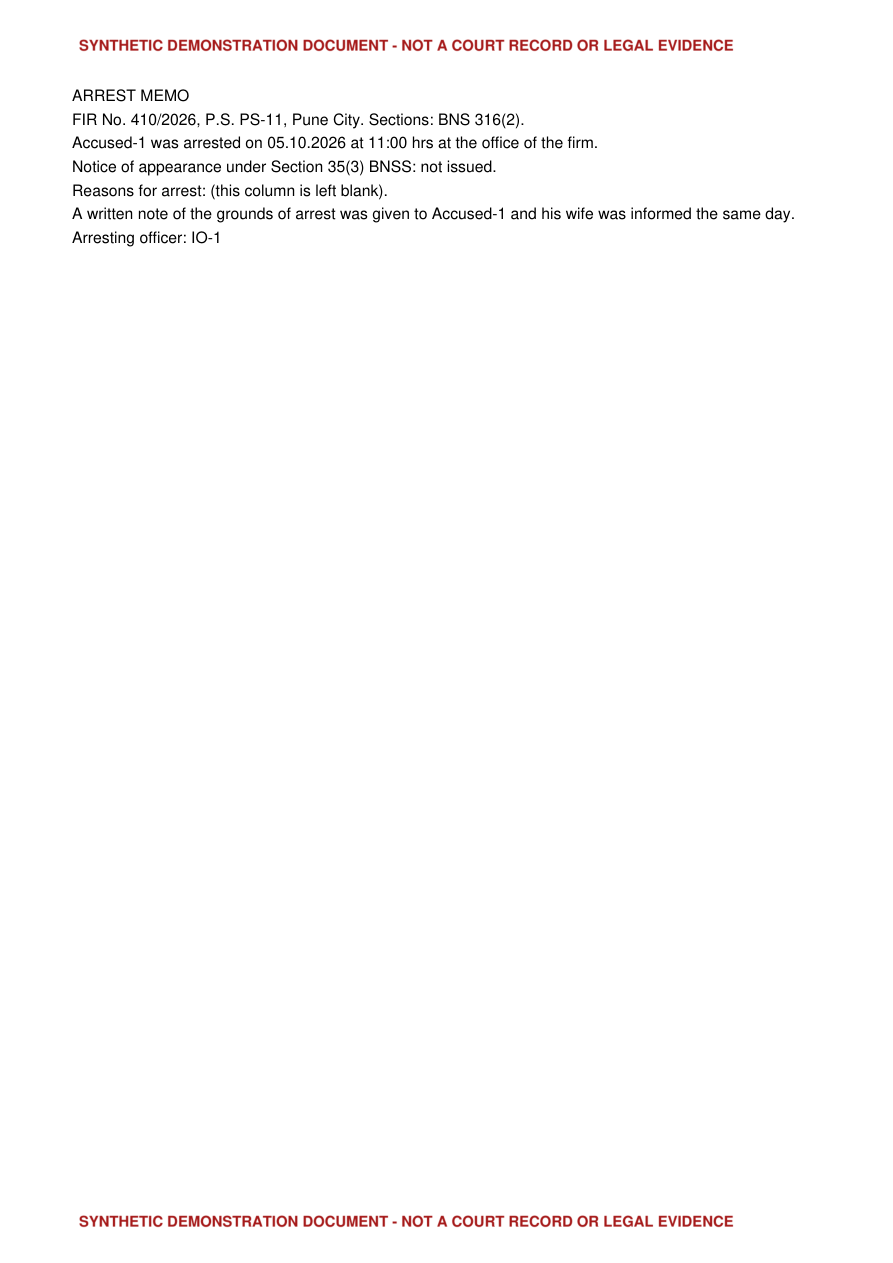 SYNTHETIC DEMONSTRATION DOCUMENT - NOT A COURT RECORD OR LEGAL EVIDENCE
ARREST MEMO
FIR No. 410/2026, P.S. PS-11, Pune City. Sections: BNS 316(2).
Accused-1 was arrested on 05.10.2026 at 11:00 hrs at the office of the firm.
Notice of appearance under Section 35(3) BNSS: not issued.
Reasons for arrest: (this column is left blank).
A written note of the grounds of arrest was given to Accused-1 and his wife was informed the same day.
Arresting officer: IO-1
SYNTHETIC DEMONSTRATION DOCUMENT - NOT A COURT RECORD OR LEGAL EVIDENCE